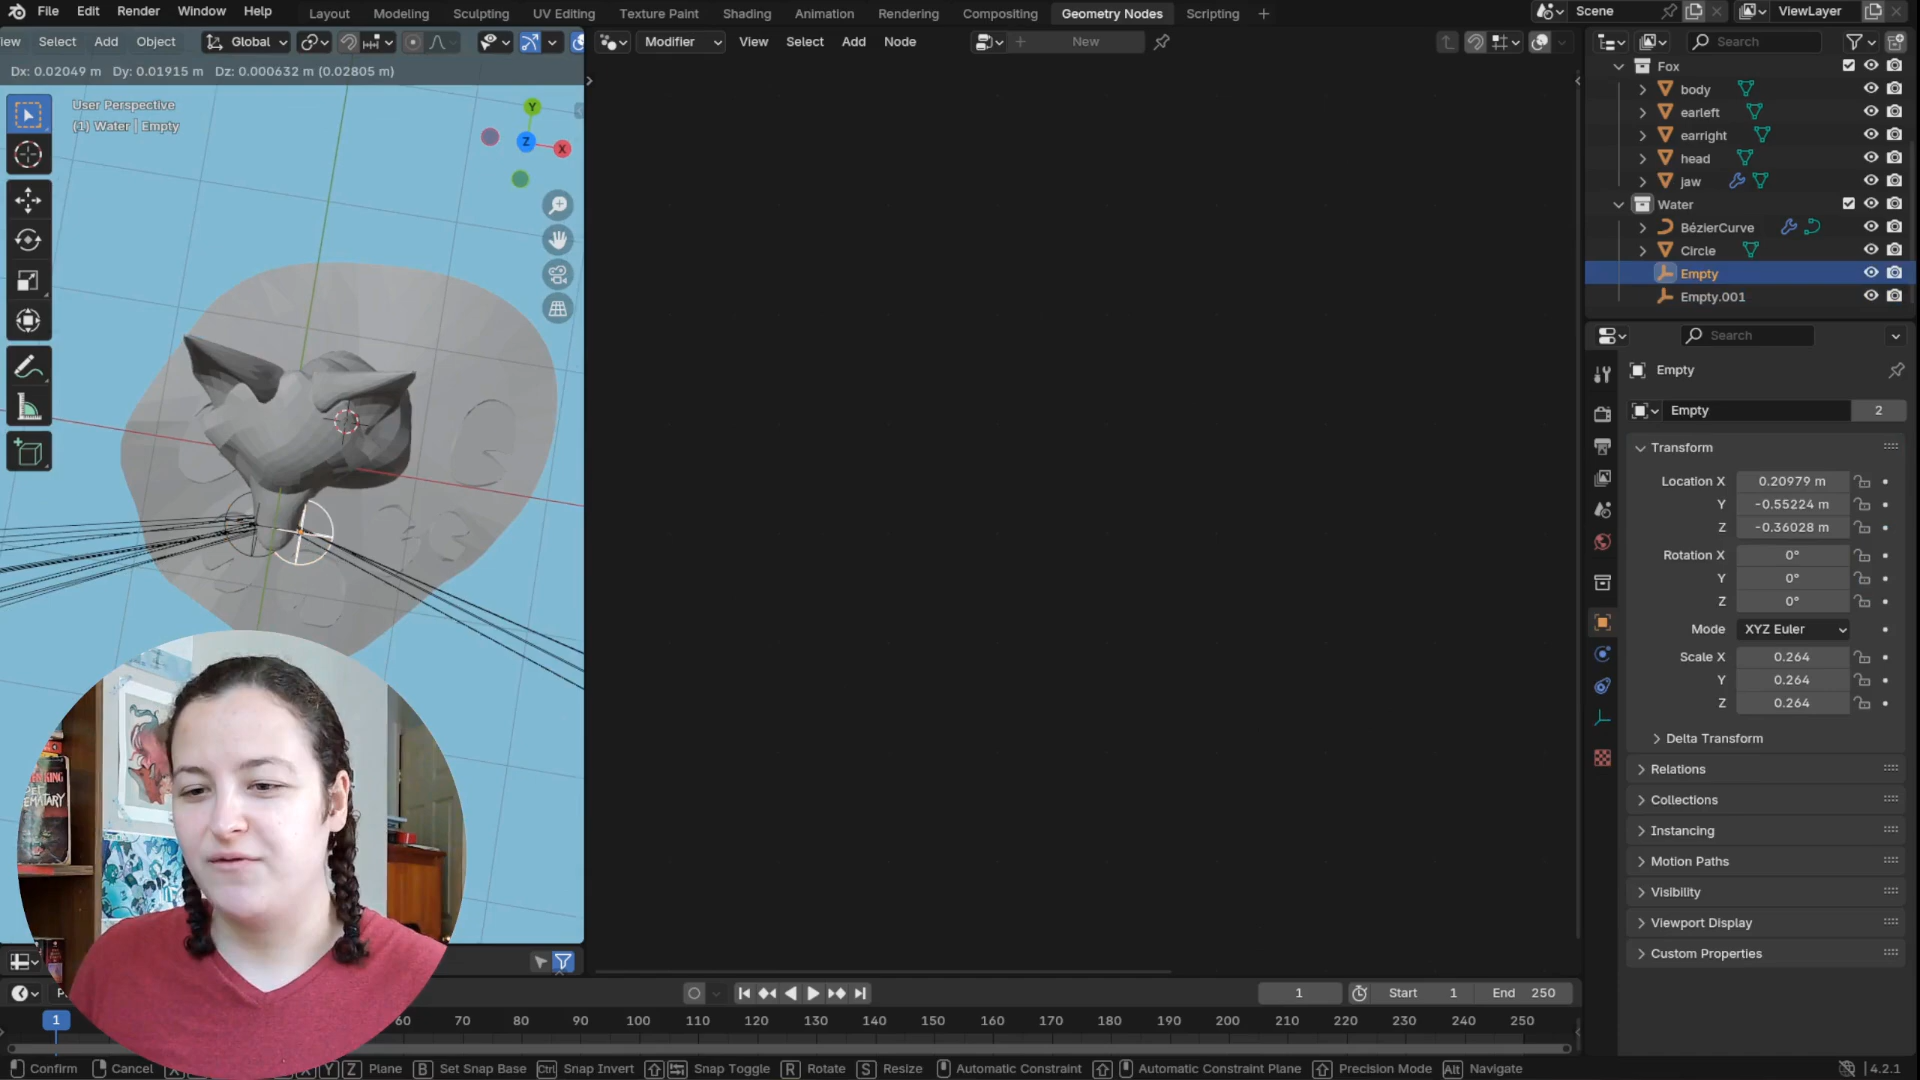 File Edit Render Window Help Layout Modeling Sculpting UV Editing Texture Paint Shading Animation Rendering Compositing Geometry Nodes Scripting Scene ViewLayer
iew Select Add Object Global Modifier View Select Add Node New Search
Dx: 0.02049 m Dy: 0.01915 m Dz: 0.000632 m (0.02805 m)
User Perspective
(1) Water | Empty
Y
Z
X
Fox
body
earleft
earright
head
jaw
Water
BézierCurve
Circle
Empty
Empty.001
Search
Empty
Empty 2
Transform
Location X 0.20979 m
Y -0.55224 m
Z -0.36028 m
Rotation X 0°
Y 0°
Z 0°
Mode XYZ Euler
Scale X 0.264
Y 0.264
Z 0.264
Delta Transform
Relations
Collections
Instancing
Motion Paths
Visibility
Viewport Display
Custom Properties
1 Start 1 End 250
1 60 70 80 90 100 110 120 130 140 150 160 170 180 190 200 210 220 230 240 250
Confirm Cancel X Y Z Plane B Set Snap Base Ctrl Snap Invert Snap Toggle R Rotate S Resize Automatic Constraint Automatic Constraint Plane Precision Mode Alt Navigate 4.2.1